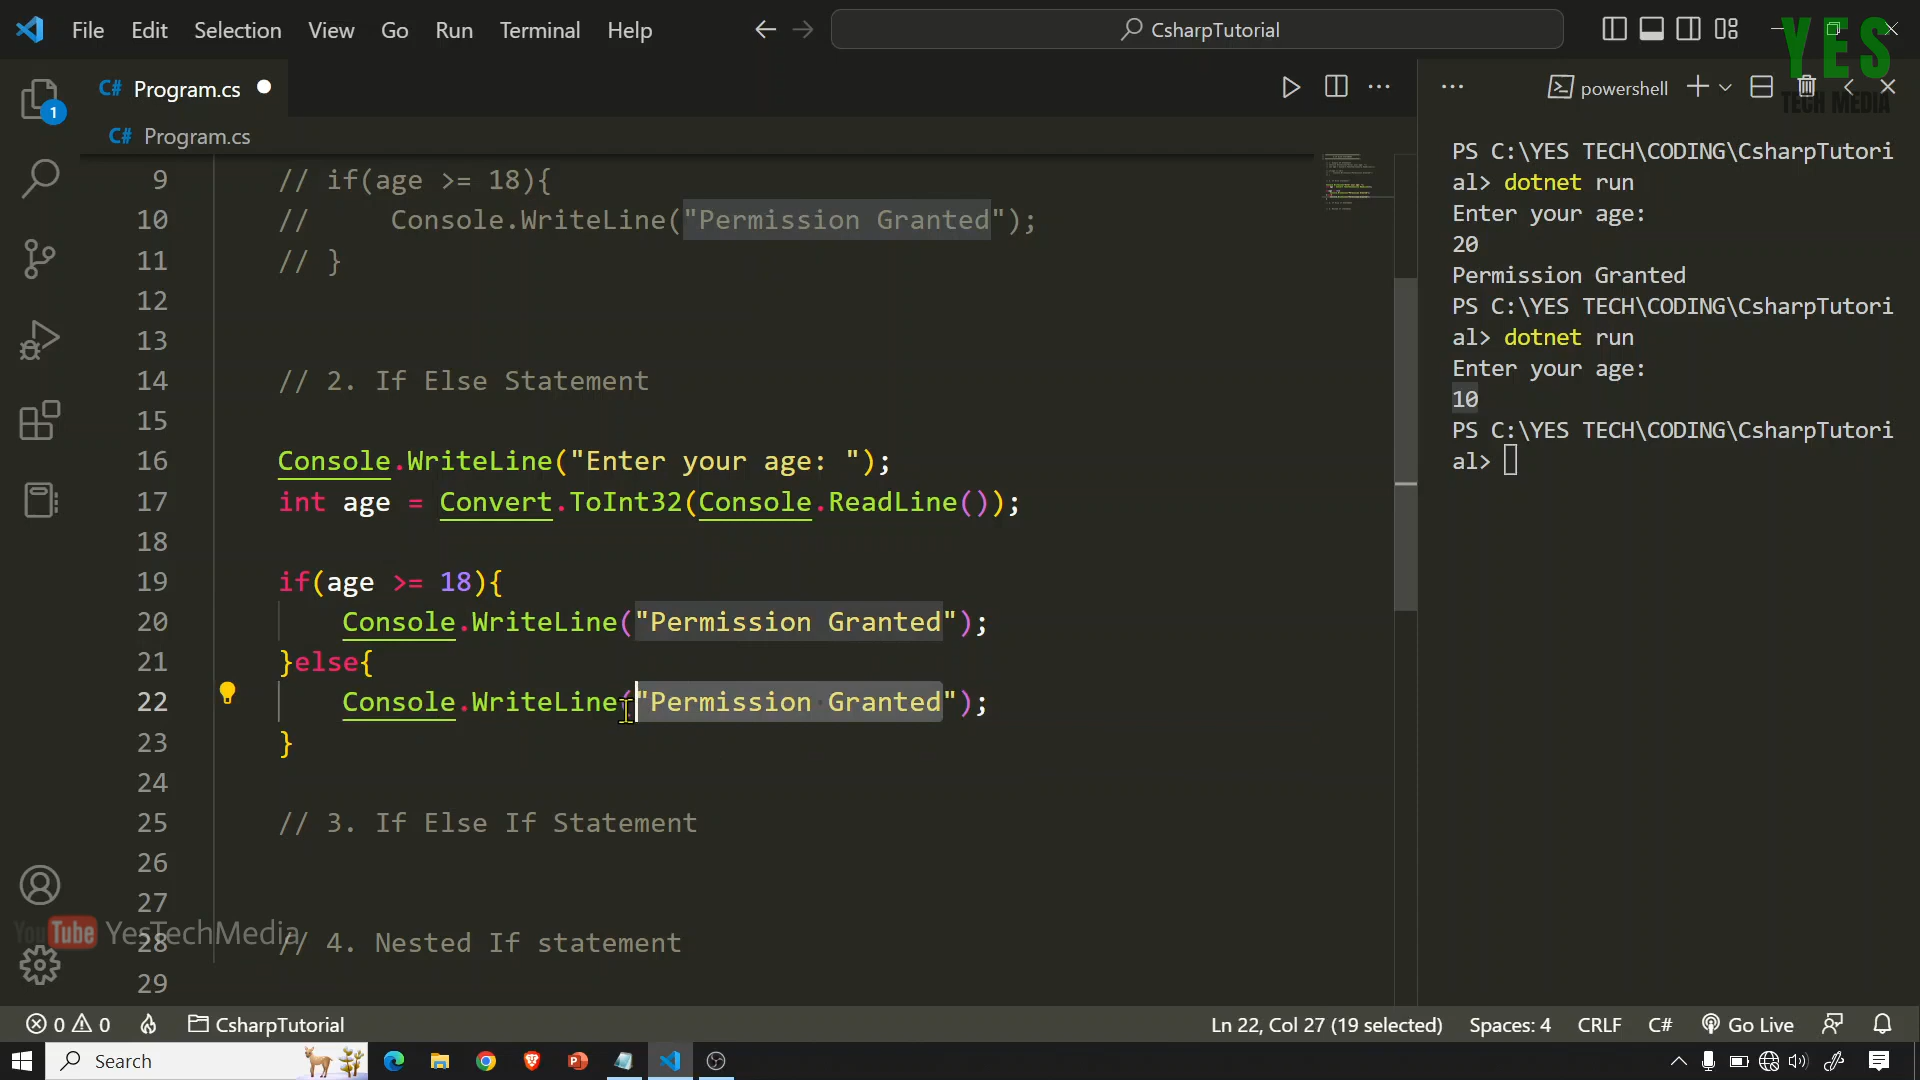 File Edit Selection View Go Run Terminal Help
CsharpTutorial
YES
TECH MEDIA
C# Program.cs
powershell
C# Program.cs
1
9 // if(age >= 18){
10 //     Console.WriteLine("Permission Granted");
11 // }
12
13
14 // 2. If Else Statement
15
16 Console.WriteLine("Enter your age: ");
17 int age = Convert.ToInt32(Console.ReadLine());
18
19 if(age >= 18){
20     Console.WriteLine("Permission Granted");
21 }else{
22     Console.WriteLine("Permission Granted");
23 }
24
25 // 3. If Else If Statement
26
27
28 // 4. Nested If statement
29
YouTube YesTechMedia
PS C:\YES TECH\CODING\CsharpTutori
al> dotnet run
Enter your age:
20
Permission Granted
PS C:\YES TECH\CODING\CsharpTutori
al> dotnet run
Enter your age:
10
PS C:\YES TECH\CODING\CsharpTutori
al>
0 0 CsharpTutorial Ln 22, Col 27 (19 selected) Spaces: 4 CRLF C# Go Live
Search